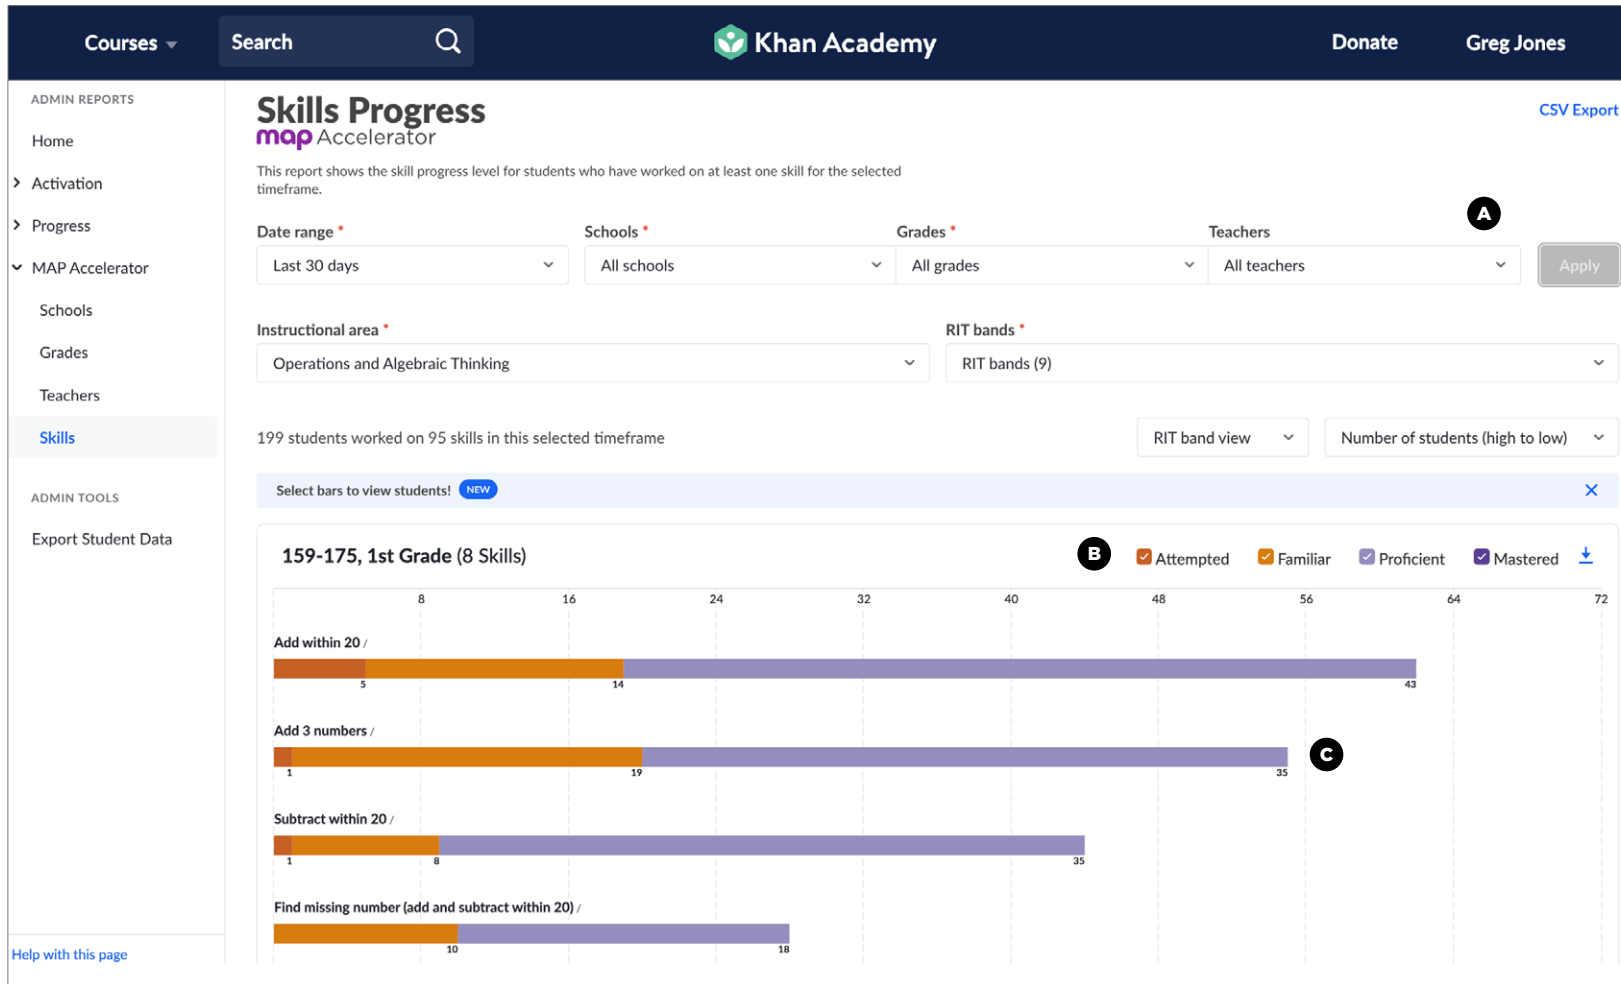 Courses
Search
Khan Academy
Donate
Greg Jones
ADMIN REPORTS
Home
Activation
Progress
MAP Accelerator
Schools
Grades
Teachers
Skills
ADMIN TOOLS
Export Student Data
Help with this page
Skills Progress
CSV Export
map Accelerator
This report shows the skill progress level for students who have worked on at least one skill for the selected
timeframe.
A
Date range * Schools * Grades * Teachers
Last 30 days All schools All grades All teachers Apply
Instructional area * RIT bands *
Operations and Algebraic Thinking RIT bands (9)
199 students worked on 95 skills in this selected timeframe RIT band view Number of students (high to low)
Select bars to view students! NEW
159-175, 1st Grade (8 Skills) B Attempted Familiar Proficient Mastered
8 16 24 32 40 48 56 64 72
Add within 20 /
5 14 43
Add 3 numbers /
C
1 19 35
Subtract within 20 /
1 8 35
Find missing number (add and subtract within 20) /
10 18